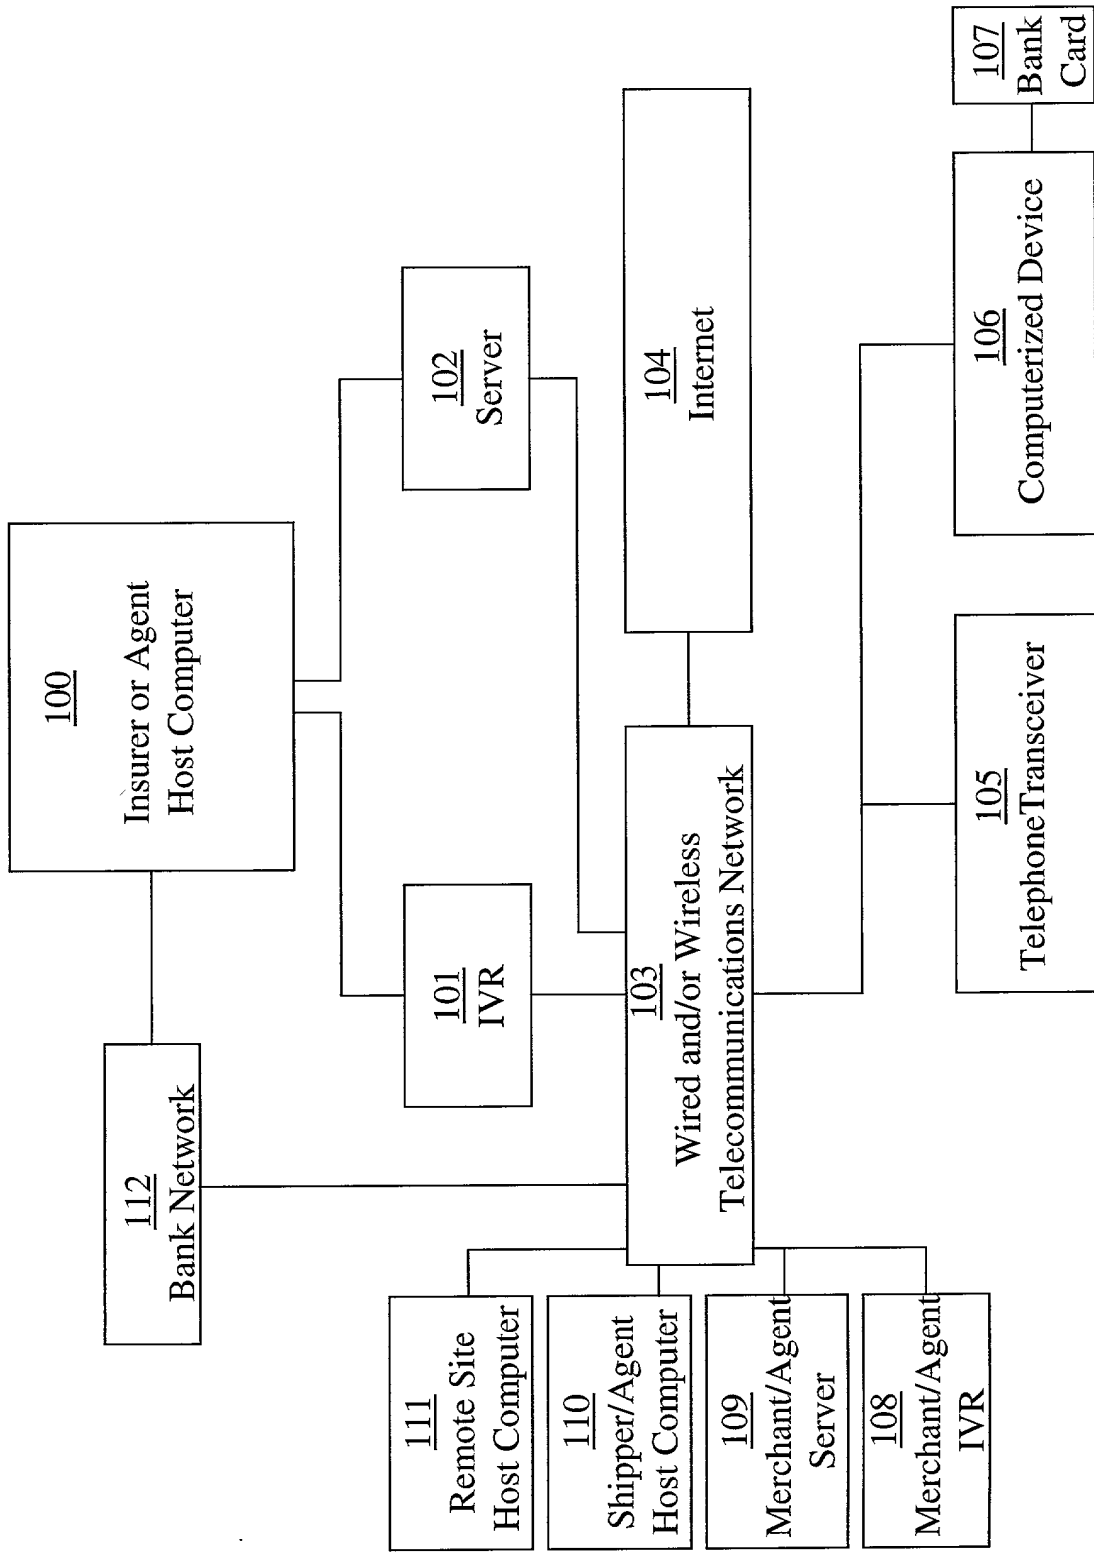 100
Insurer or Agent
Host Computer
112
Bank Network
101
IVR
102
Server
111
Remote Site
Host Computer
110
Shipper/Agent
Host Computer
109
Merchant/Agent
Server
108
Merchant/Agent
IVR
103
Wired and/or Wireless
Telecommunications Network
104
Internet
105
TelephoneTransceiver
106
Computerized Device
107
Bank
Card